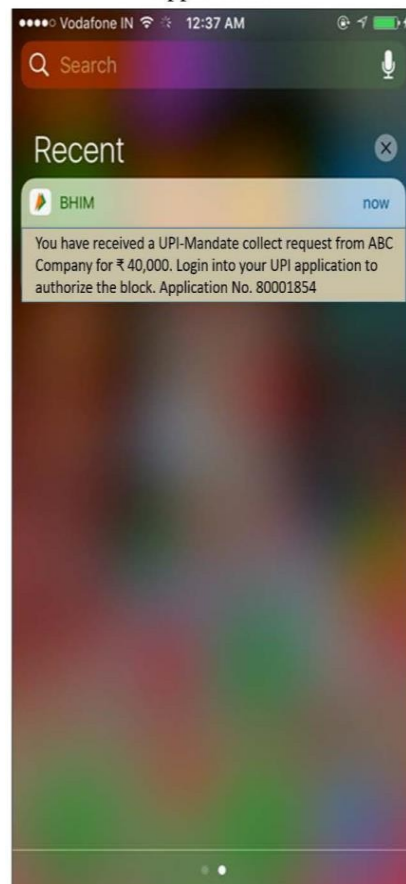 Vodafone IN 12:37 AM
Search
Recent
BHIM now
You have received a UPI-Mandate collect request from ABC
Company for ₹ 40,000. Login into your UPI application to
authorize the block. Application No. 80001854